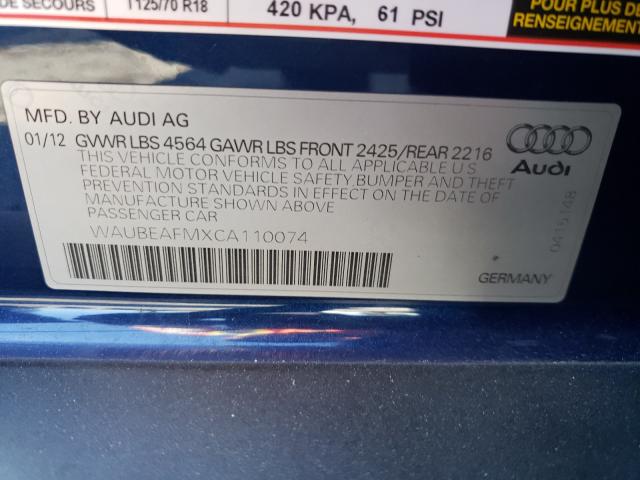 DE SECOURS T125/70 R18 420 KPA, 61 PSI
POUR PLUS DE
RENSEIGNEMENT
MFD. BY AUDI AG
01/12 GVWR LBS 4564 GAWR LBS FRONT 2425/REAR 2216
THIS VEHICLE CONFORMS TO ALL APPLICABLE U S
FEDERAL MOTOR VEHICLE SAFETY,BUMPER AND THEFT
PREVENTION STANDARDS IN EFFECT ON THE DATE OF
MANUFACTURE SHOWN ABOVE
PASSENGER CAR
WAUBEAFMXCA110074
Audi
0415148
GERMANY